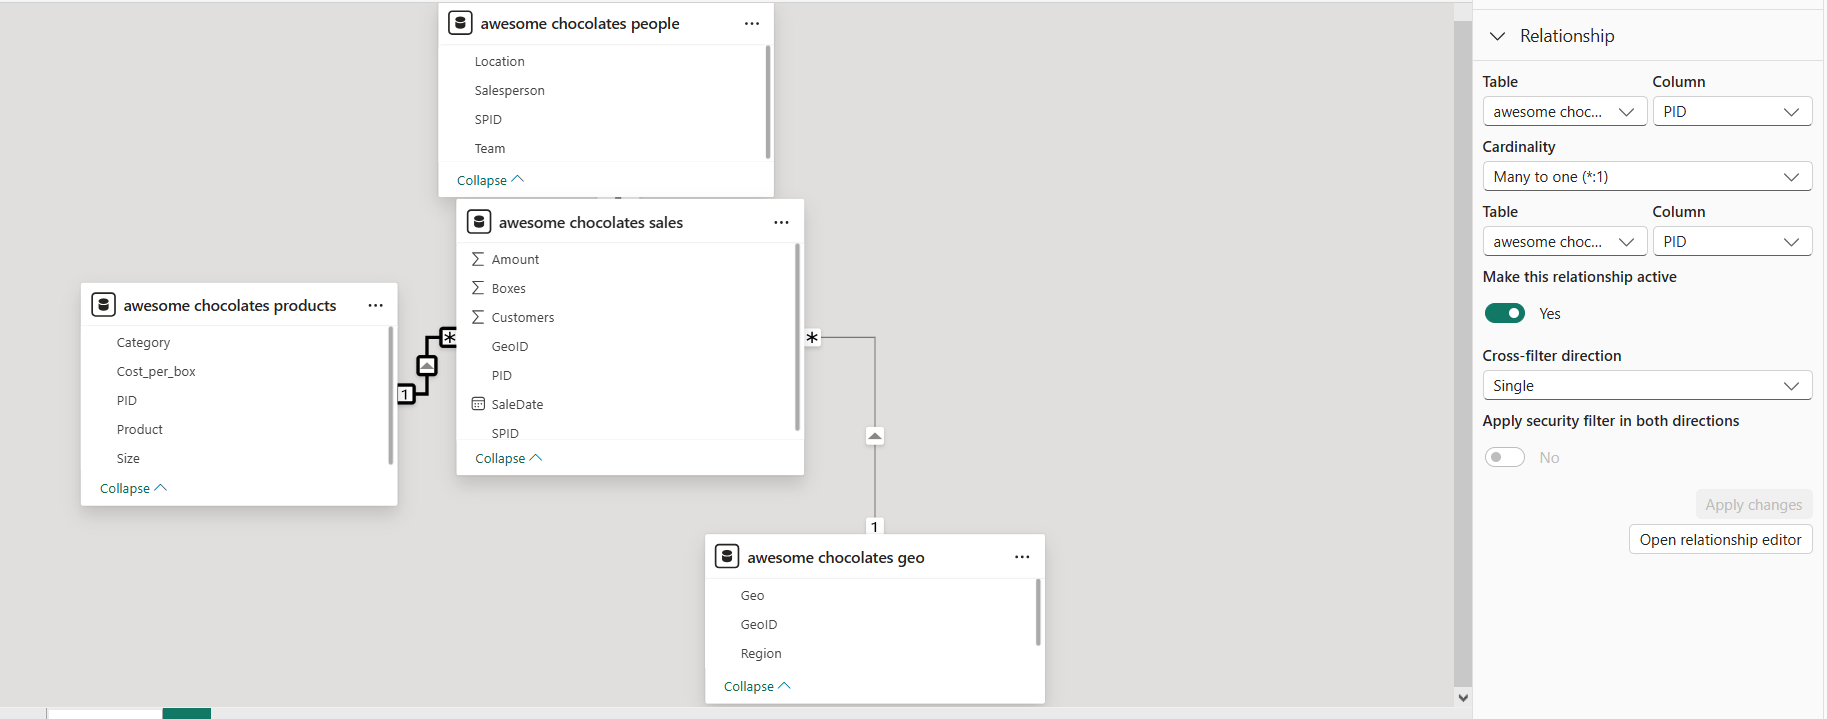 awesome chocolates people ...
Location
Salesperson
SPID
Team
Collapse
awesome chocolates sales ...
Amount
Boxes
Customers
GeoID
PID
SaleDate
SPID
Collapse
awesome chocolates products ...
Category
Cost_per_box
PID
Product
Size
Collapse
1
*
*
1
awesome chocolates geo ...
Geo
GeoID
Region
Collapse
Relationship
Table Column
awesome choc... PID
Cardinality
Many to one (*:1)
Table Column
awesome choc... PID
Make this relationship active
Yes
Cross-filter direction
Single
Apply security filter in both directions
No
Apply changes
Open relationship editor